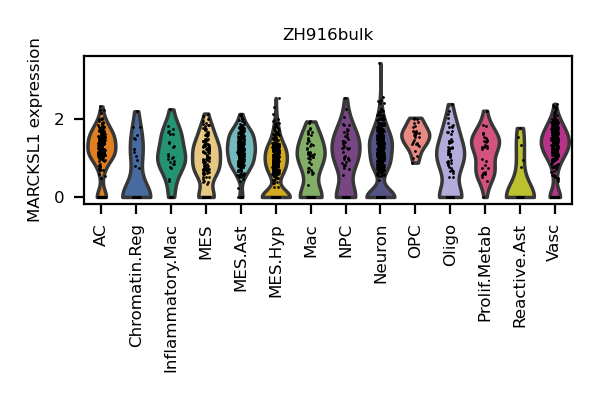 ZH916bulk
MARCKSL1 expression
2
0
AC
Chromatin.Reg
Inflammatory.Mac
MES
MES.Ast
MES.Hyp
Mac
NPC
Neuron
OPC
Oligo
Prolif.Metab
Reactive.Ast
Vasc